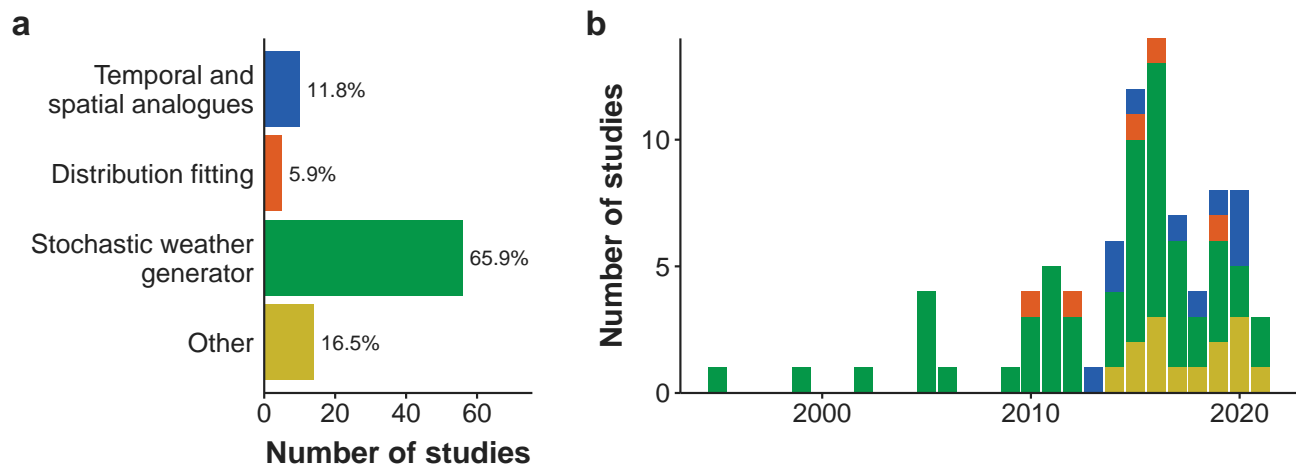 a
Temporal and
spatial analogues
11.8%
Distribution fitting
5.9%
Stochastic weather
generator
65.9%
Other
16.5%
0 20 40 60
Number of studies
b
Number of studies
10
5
0
2000 2010 2020